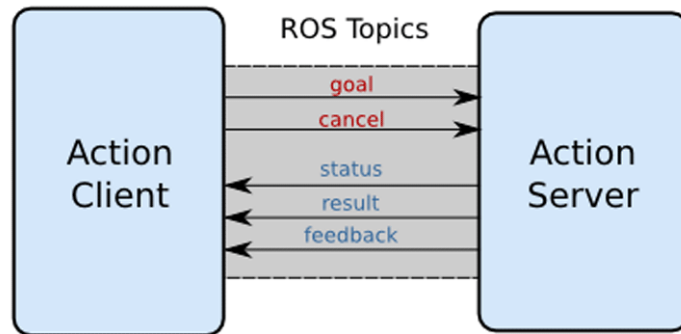 ROS Topics
Action
Client
goal
cancel
status
result
feedback
Action
Server